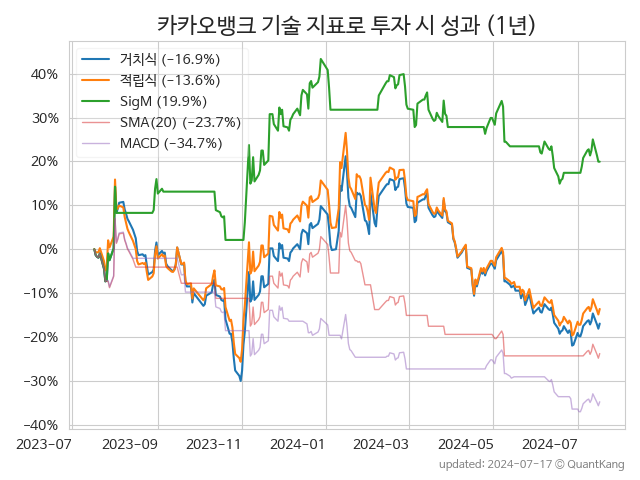 카카오뱅크 기술 지표로 투자 시 성과 (1년)
거치식 (−16.9%)
적립식 (−13.6%)
SigM (19.9%)
SMA(20) (−23.7%)
MACD (−34.7%)
40%
30%
20%
10%
0%
−10%
−20%
−30%
−40%
2023-07 2023-09 2023-11 2024-01 2024-03 2024-05 2024-07
updated: 2024-07-17 © QuantKang